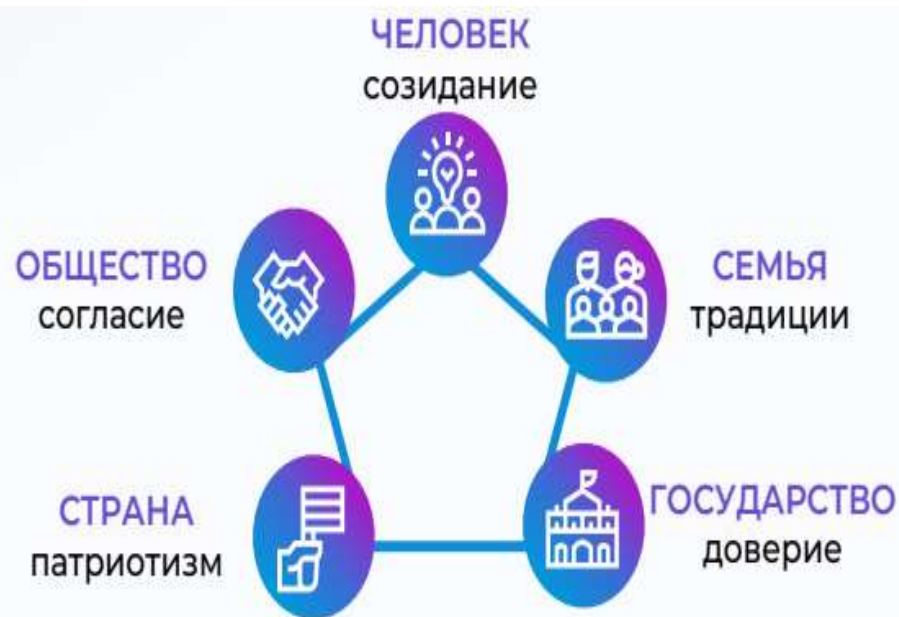 ЧЕЛОВЕК
созидание
ОБЩЕСТВО
согласие
СЕМЬЯ
традиции
СТРАНА
патриотизм
ГОСУДАРСТВО
доверие